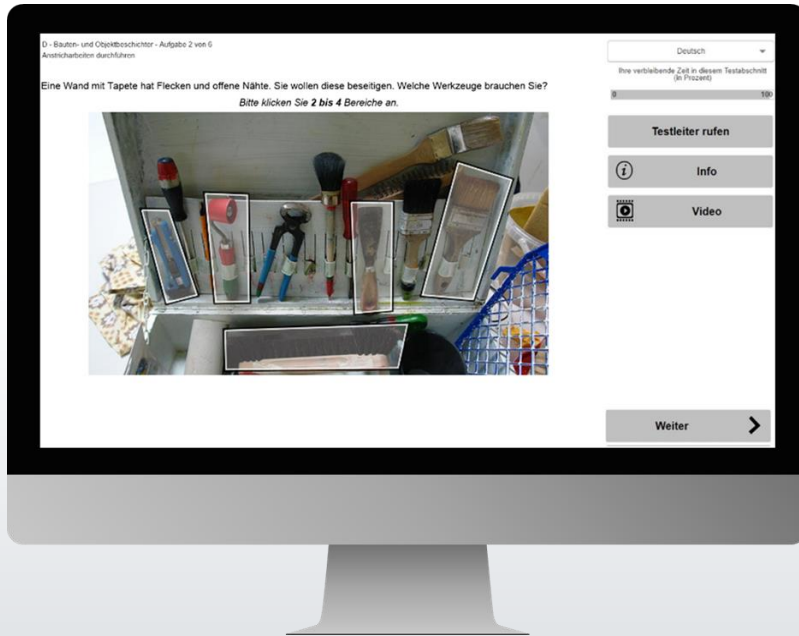 D - Bauten- und Objektbeschichter - Aufgabe 2 von 6
Anstricharbeiten durchführen
Deutsch
Ihre verbleibende Zeit in diesem Testabschnitt
(in Prozent)
0 100
Eine Wand mit Tapete hat Flecken und offene Nähte. Sie wollen diese beseitigen. Welche Werkzeuge brauchen Sie?
Bitte klicken Sie 2 bis 4 Bereiche an.
Testleiter rufen
Info
Video
Weiter